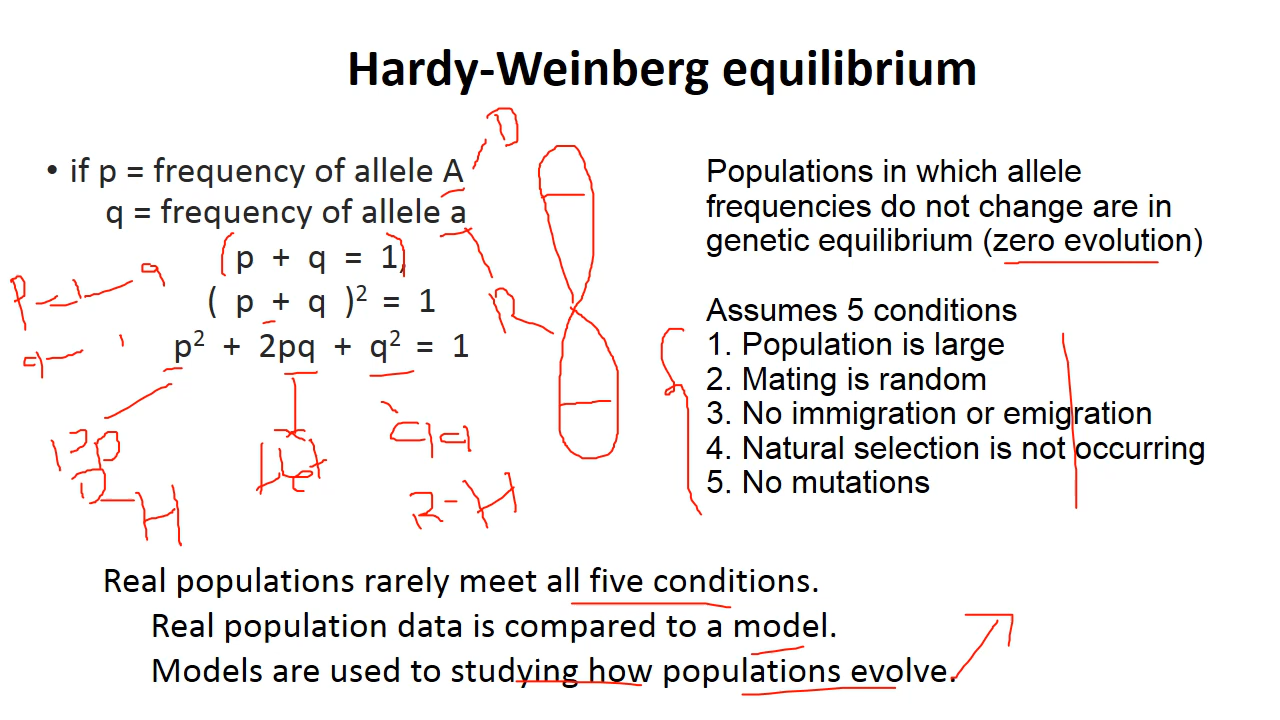 Hardy-Weinberg equilibrium
• if p = frequency of allele A
q = frequency of allele a
p + q = 1,
( p + q )² = 1
p² + 2pq + q² = 1
D
R
q
Het
aa
D-H
R-H
Populations in which allele
frequencies do not change are in
genetic equilibrium (zero evolution)
Assumes 5 conditions
1. Population is large
2. Mating is random
3. No immigration or emigration
4. Natural selection is not occurring
5. No mutations
Real populations rarely meet all five conditions.
Real population data is compared to a model.
Models are used to studying how populations evolve.